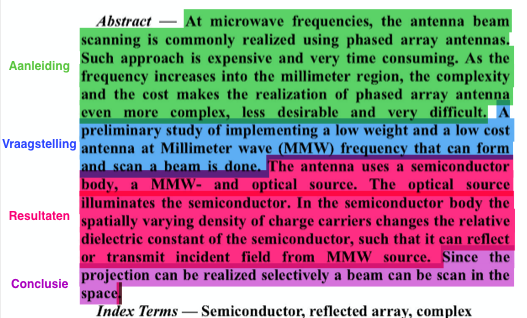 Abstract — At microwave frequencies, the antenna beam
scanning is commonly realized using phased array antennas.
Such approach is expensive and very time consuming. As the
Aanleiding
frequency increases into the millimeter region, the complexity
and the cost makes the realization of phased array antenna
even more complex, less desirable and very difficult. A
preliminary study of implementing a low weight and a low cost
Vraagstelling
antenna at Millimeter wave (MMW) frequency that can form
and scan a beam is done. The antenna uses a semiconductor
body, a MMW- and optical source. The optical source
illuminates the semiconductor. In the semiconductor body the
Resultaten
spatially varying density of charge carriers changes the relative
dielectric constant of the semiconductor, such that it can reflect
or transmit incident field from MMW source. Since the
Conclusie
projection can be realized selectively a beam can be scan in the
space.
Index Terms — Semiconductor, reflected array, complex